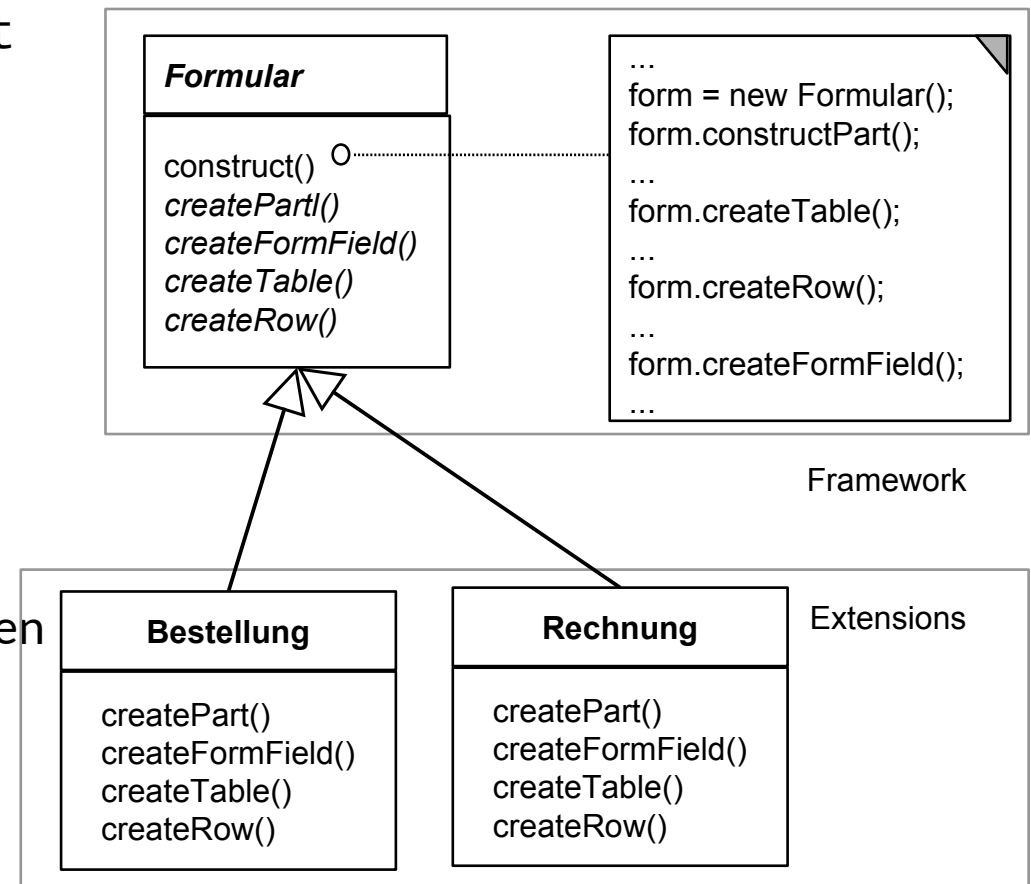 t
Formular
construct()
createPartl()
createFormField()
createTable()
createRow()
...
form = new Formular();
form.constructPart();
...
form.createTable();
...
form.createRow();
...
form.createFormField();
...
Framework
en
Bestellung
createPart()
createFormField()
createTable()
createRow()
Rechnung
createPart()
createFormField()
createTable()
createRow()
Extensions